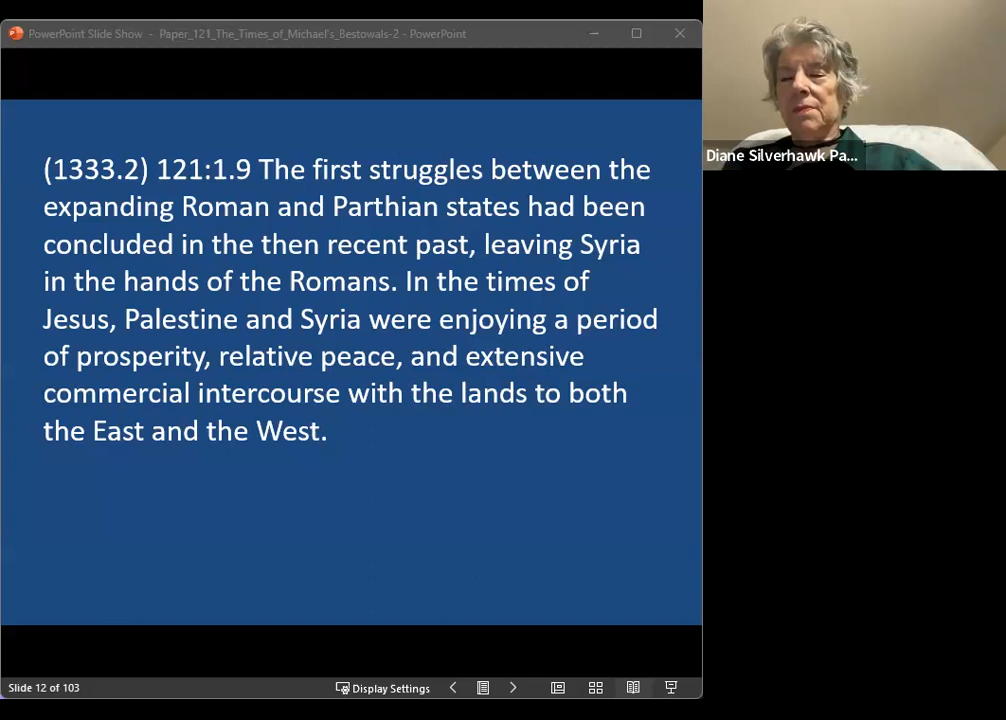 PowerPoint Slide Show - Paper_121_The_Times_of_Michael's_Bestowals-2 - PowerPoint
Diane Silverhawk Pa...
(1333.2) 121:1.9 The first struggles between the
expanding Roman and Parthian states had been
concluded in the then recent past, leaving Syria
in the hands of the Romans. In the times of
Jesus, Palestine and Syria were enjoying a period
of prosperity, relative peace, and extensive
commercial intercourse with the lands to both
the East and the West.
Slide 12 of 103
Display Settings